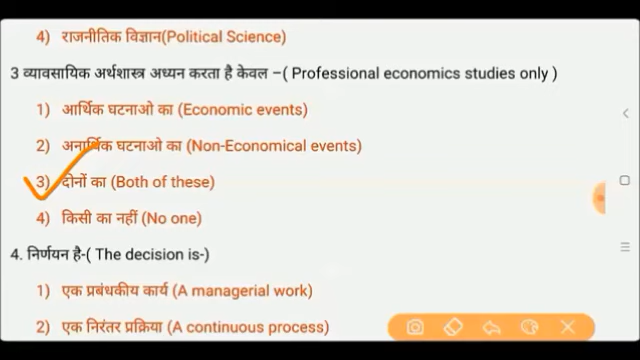 4) राजनीतिक विज्ञान(Political Science)
3 व्यावसायिक अर्थशास्त्र अध्यन करता है केवल –( Professional economics studies only )
1) आर्थिक घटनाओ का (Economic events)
2) अनार्थिक घटनाओ का (Non-Economical events)
3) दोनों का (Both of these)
4) किसी का नहीं (No one)
4. निर्णयन है-( The decision is-)
1) एक प्रबंधकीय कार्य (A managerial work)
2) एक निरंतर प्रक्रिया (A continuous process)